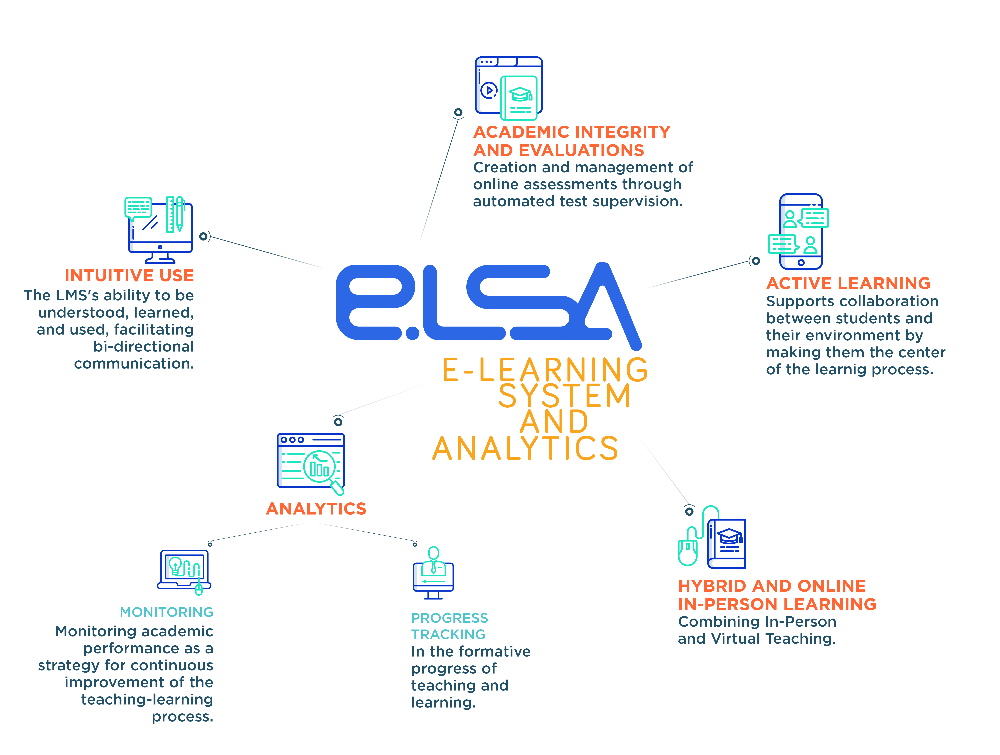 ACADEMIC INTEGRITY
AND EVALUATIONS
Creation and management of
online assessments through
automated test supervision.
INTUITIVE USE
The LMS's ability to be
understood, learned,
and used, facilitating
bi-directional
communication.
ACTIVE LEARNING
Supports collaboration
between students and
their environment by
making them the center
of the learnig process.
e.LSA
E-LEARNING
SYSTEM
AND
ANALYTICS
ANALYTICS
MONITORING
Monitoring academic
performance as a
strategy for continuous
improvement of the
teaching-learning
process.
PROGRESS
TRACKING
In the formative
progress of
teaching and
learning.
HYBRID AND ONLINE
IN-PERSON LEARNING
Combining In-Person
and Virtual Teaching.